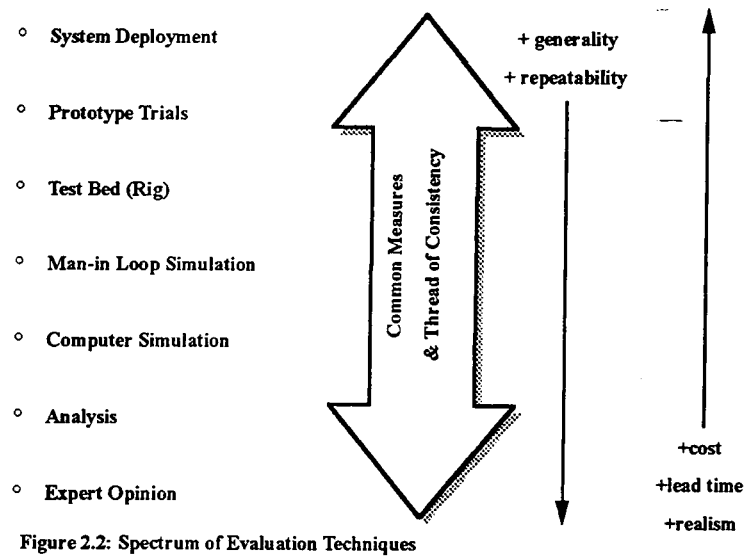 System Deployment
Prototype Trials
Test Bed (Rig)
Man-in Loop Simulation
Computer Simulation
Analysis
Expert Opinion
Common Measures
& Thread of Consistency
+ generality
+ repeatability
+cost
+lead time
+realism
Figure 2.2: Spectrum of Evaluation Techniques